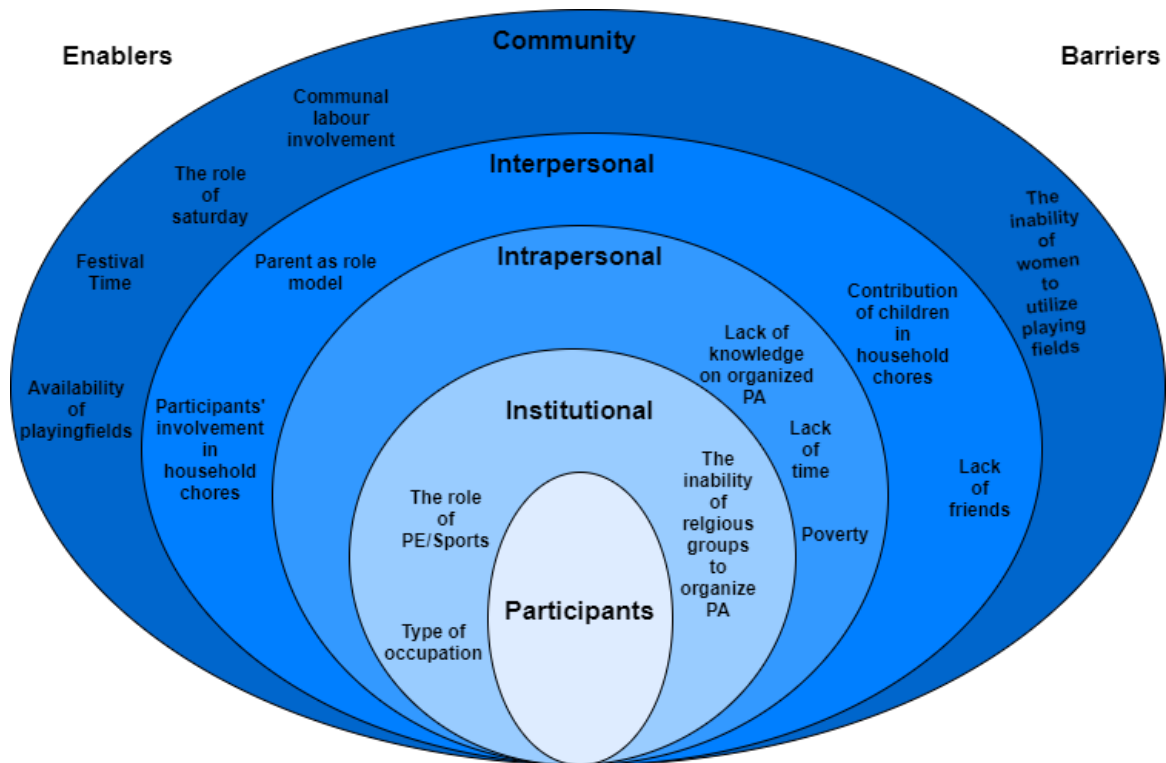 Enablers
Community
Barriers
Communal
labour
involvement
The role
of
saturday
Festival
Time
Availability
of
playingfields
The
inability
of
women
to
utilize
playing
fields
Interpersonal
Parent as role
model
Participants'
involvement
in
household
chores
Contribution
of children
in
household
chores
Lack
of
friends
Intrapersonal
Lack of
knowledge
on organized
PA
Lack
of
time
Poverty
Institutional
The role
of
PE/Sports
Type of
occupation
The
inability
of
relgious
groups
to
organize
PA
Participants